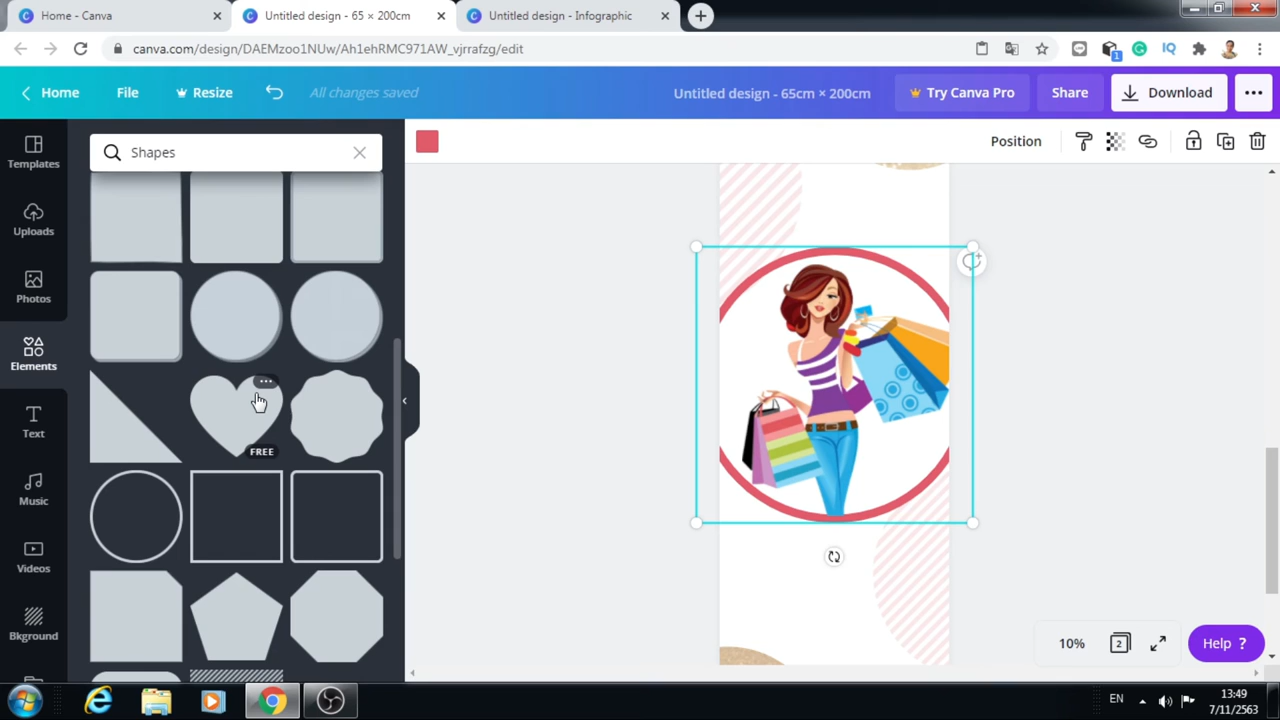 Home - Canva
Untitled design - 65 × 200cm
Untitled design - Infographic
canva.com/design/DAEMzoo1NUw/Ah1ehRMC971AW_vjrrafzg/edit
1
IQ
Home
File
Resize
All changes saved
Untitled design - 65cm × 200cm
Try Canva Pro
Share
Download
Templates
Uploads
Photos
Elements
Text
Music
Videos
Bkground
Shapes
FREE
Position
10%
2
Help ?
EN
13:49
7/11/2563